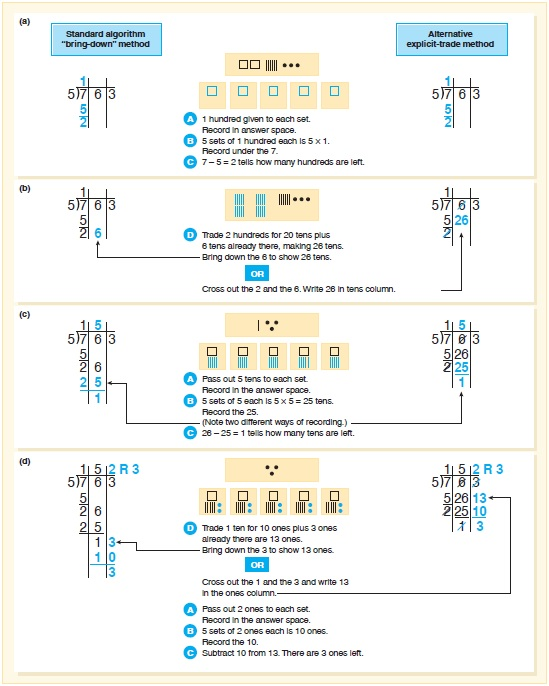 (a)
Standard algorithm
"bring-down" method
Alternative
explicit-trade method
1
5)7 6 3
5
2
1
5)7 6 3
5
2
A 1 hundred given to each set.
Record in answer space.
B 5 sets of 1 hundred each is 5 × 1.
Record under the 7.
C 7 – 5 = 2 tells how many hundreds are left.
(b)
1
5)7 6 3
5
2 6
1
5)7 6 3
5 26
2
D Trade 2 hundreds for 20 tens plus
6 tens already there, making 26 tens.
Bring down the 6 to show 26 tens.
OR
Cross out the 2 and the 6. Write 26 in tens column.
(c)
1 5
5)7 6 3
5
2 6
2 5
1
1 5
5)7 6 3
5 26
2 25
1
A Pass out 5 tens to each set.
Record in the answer space.
B 5 sets of 5 each is 5 × 5 = 25 tens.
Record the 25.
(Note two different ways of recording.)
C 26 – 25 = 1 tells how many tens are left.
(d)
1 5 2 R 3
5)7 6 3
5
2 6
2 5
1 3
1 0
3
1 5 2 R 3
5)7 6 3
5 26 13
2 25 10
1 3
D Trade 1 ten for 10 ones plus 3 ones
already there are 13 ones.
Bring down the 3 to show 13 ones.
OR
Cross out the 1 and the 3 and write 13
in the ones column.
A Pass out 2 ones to each set.
Record in the answer space.
B 5 sets of 2 ones each is 10 ones.
Record the 10.
C Subtract 10 from 13. There are 3 ones left.